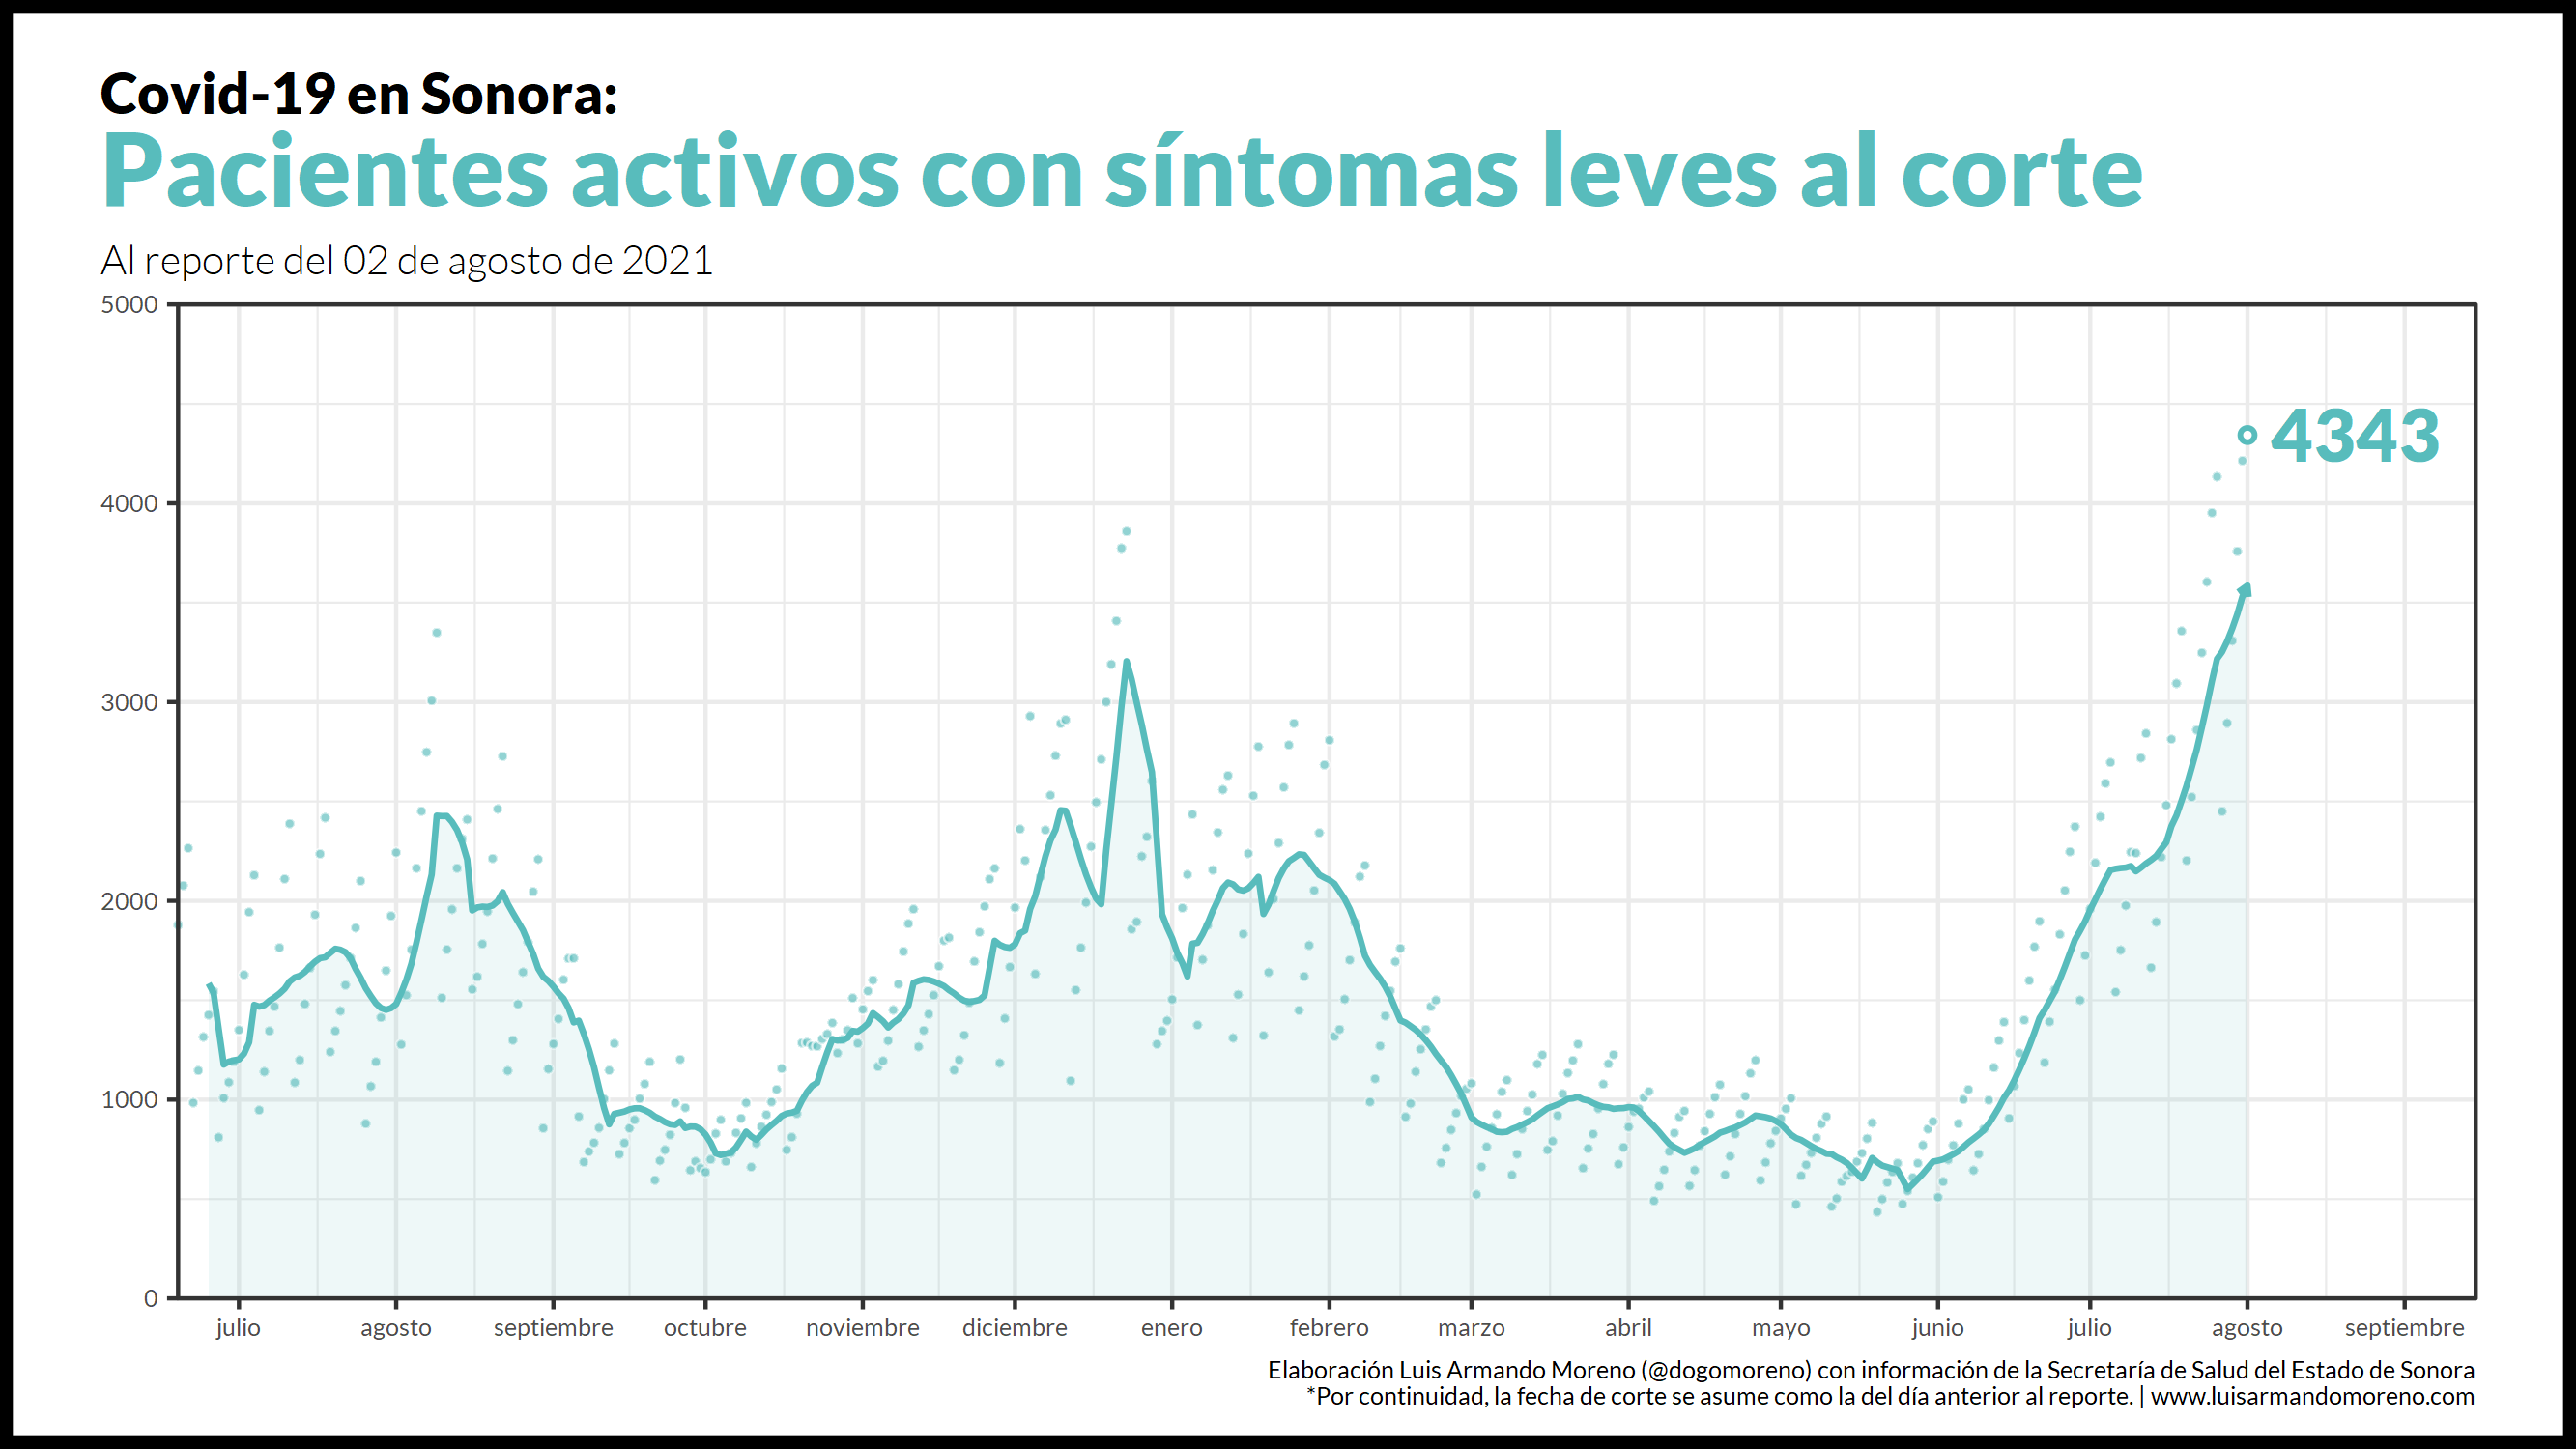 Covid-19 en Sonora:
Pacientes activos con síntomas leves al corte
Al reporte del 02 de agosto de 2021
5000
4343
4000
3000
2000
1000
0
julio agosto septiembre octubre noviembre diciembre enero febrero marzo abril mayo junio julio agosto septiembre
Elaboración Luis Armando Moreno (@dogomoreno) con información de la Secretaría de Salud del Estado de Sonora
*Por continuidad, la fecha de corte se asume como la del día anterior al reporte. | www.luisarmandomoreno.com